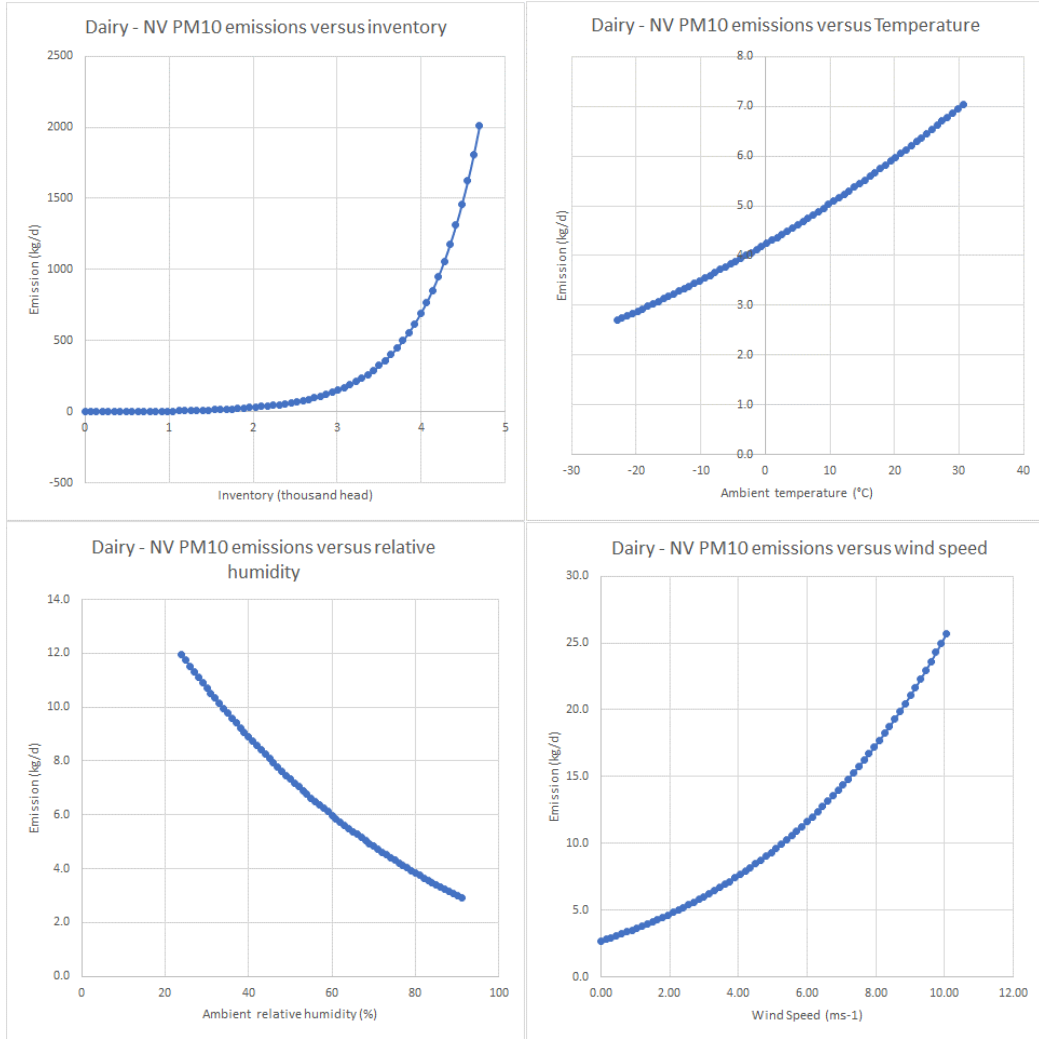 Dairy - NV PM10 emissions versus inventory
2500
2000
1500
1000
500
0
-500
0 1 2 3 4 5
Emission (kg/d)
Inventory (thousand head)
Dairy - NV PM10 emissions versus Temperature
8.0
7.0
6.0
5.0
4.0
3.0
2.0
1.0
0.0
-30 -20 -10 0 10 20 30 40
Emission (kg/d)
Ambient temperature (°C)
Dairy - NV PM10 emissions versus relative
humidity
14.0
12.0
10.0
8.0
6.0
4.0
2.0
0.0
0 20 40 60 80 100
Emission (kg/d)
Ambient relative humidity (%)
Dairy - NV PM10 emissions versus wind speed
30.0
25.0
20.0
15.0
10.0
5.0
0.0
0.00 2.00 4.00 6.00 8.00 10.00 12.00
Emission (kg/d)
Wind Speed (ms-1)